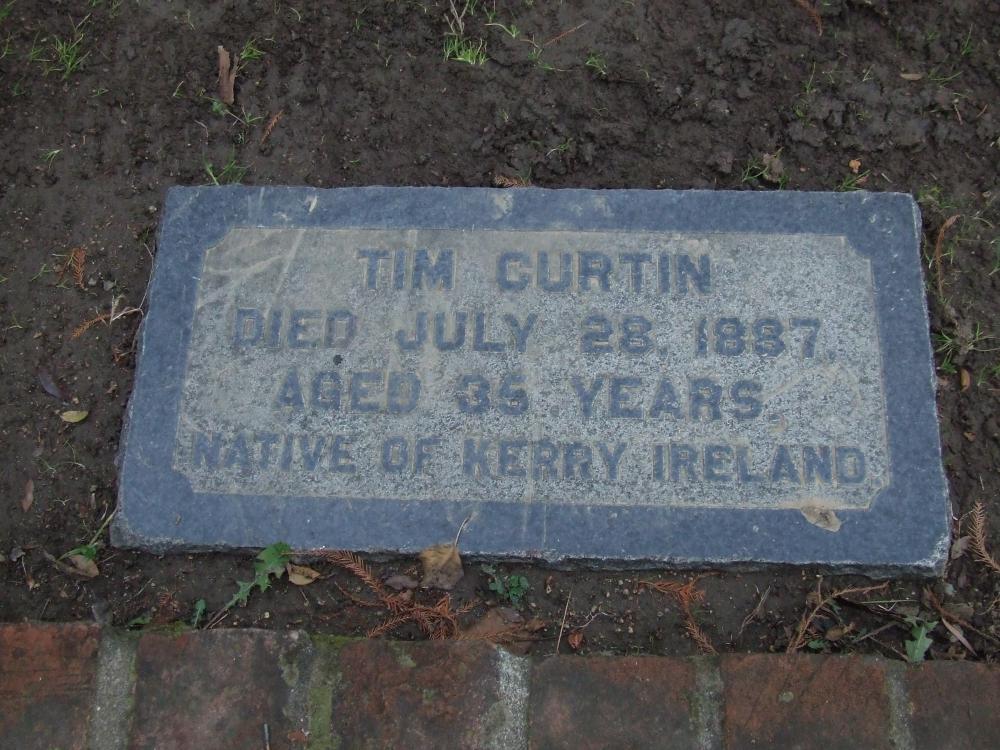 TIM CURTIN
DIED JULY 28, 1887,
AGED 35 YEARS,
NATIVE OF KERRY IRELAND